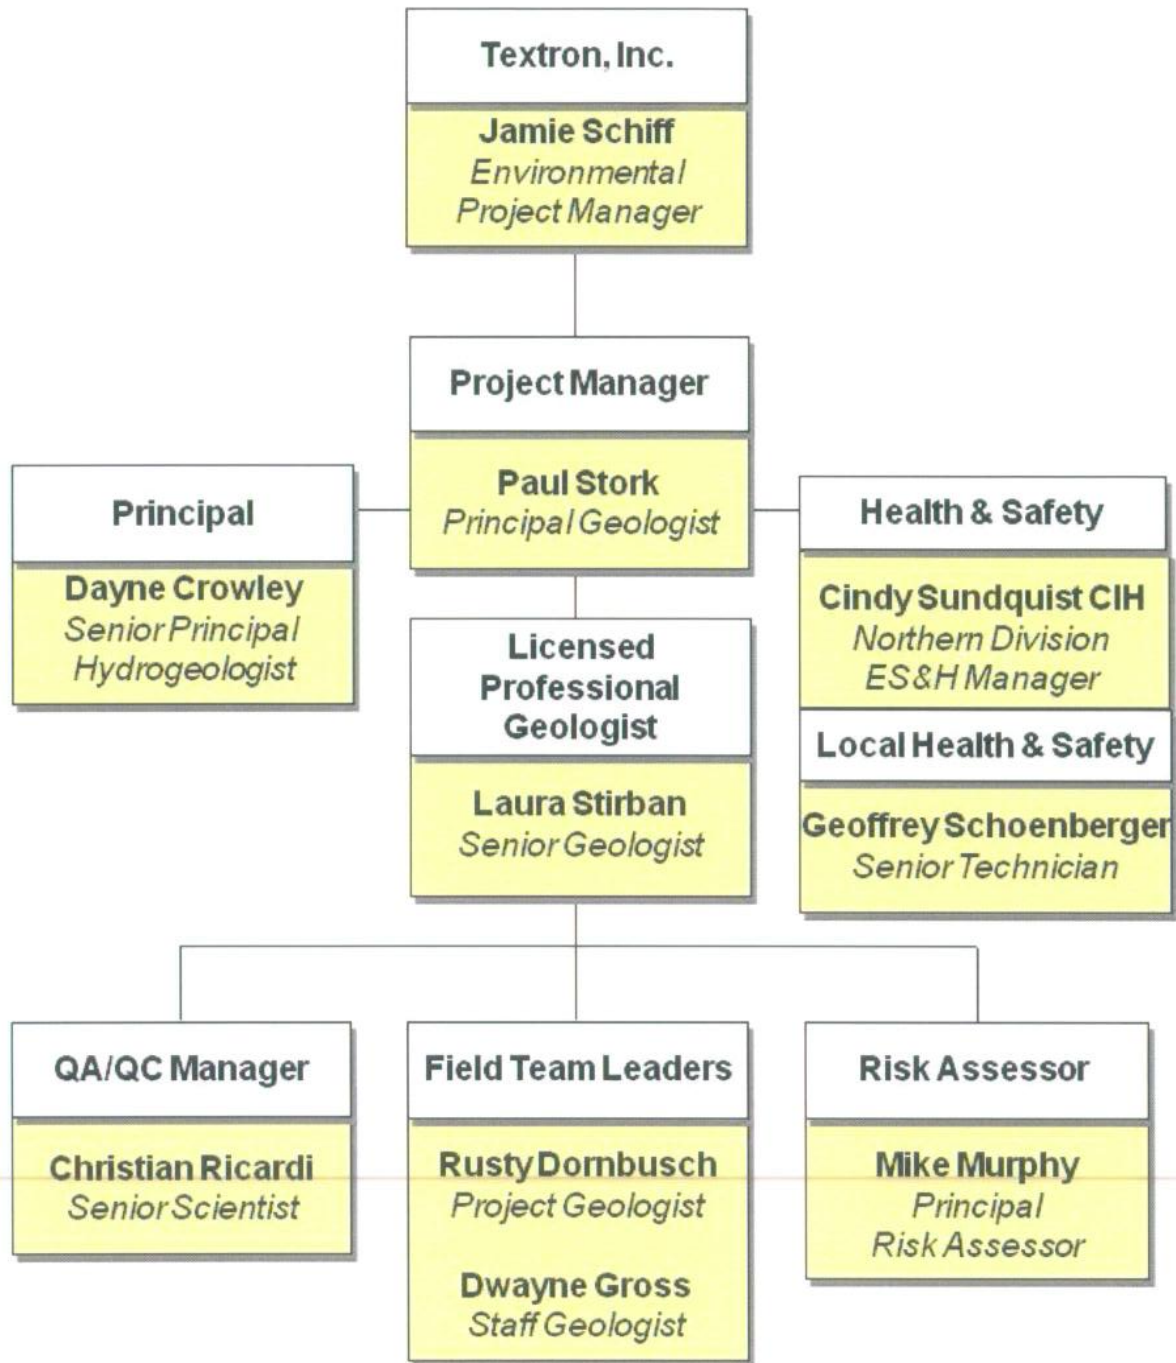 Textron, Inc.
Jamie Schiff
Environmental
Project Manager
Project Manager
Paul Stork
Principal Geologist
Principal
Dayne Crowley
Senior Principal
Hydrogeologist
Health & Safety
Cindy Sundquist CIH
Northern Division
ES&H Manager
Local Health & Safety
Geoffrey Schoenberger
Senior Technician
Licensed
Professional
Geologist
Laura Stirban
Senior Geologist
QA/QC Manager
Christian Ricardi
Senior Scientist
Field Team Leaders
Rusty Dornbusch
Project Geologist
Dwayne Gross
Staff Geologist
Risk Assessor
Mike Murphy
Principal
Risk Assessor